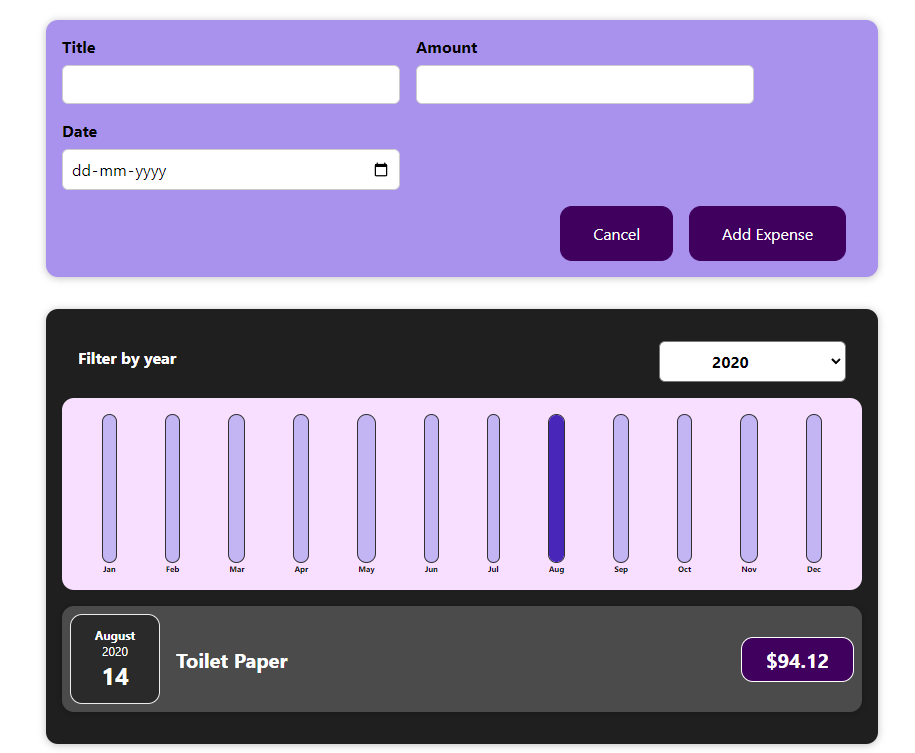 Title Amount
Date
dd-mm-yyyy
Cancel Add Expense
Filter by year 2020
Jan Feb Mar Apr May Jun Jul Aug Sep Oct Nov Dec
August
2020
14
Toilet Paper
$94.12